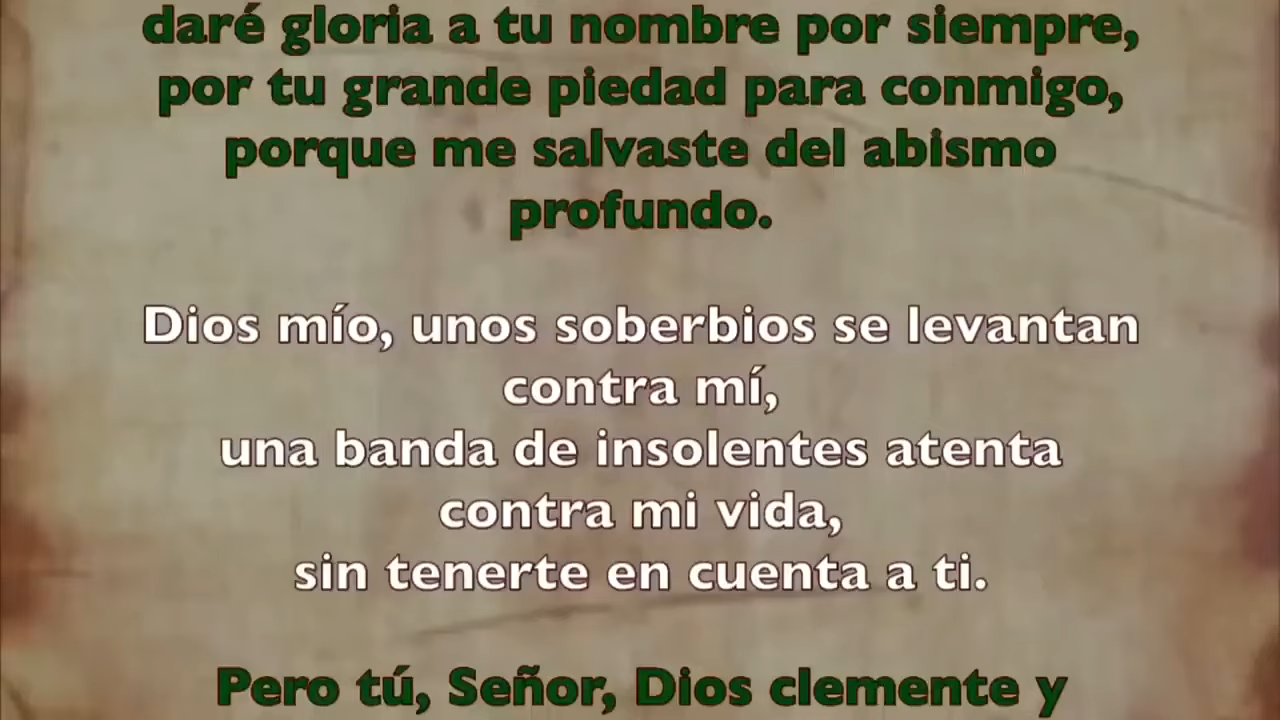 daré gloria a tu nombre por siempre,
por tu grande piedad para conmigo,
porque me salvaste del abismo
profundo.
Dios mío, unos soberbios se levantan
contra mí,
una banda de insolentes atenta
contra mi vida,
sin tenerte en cuenta a ti.
Pero tú, Señor, Dios clemente y